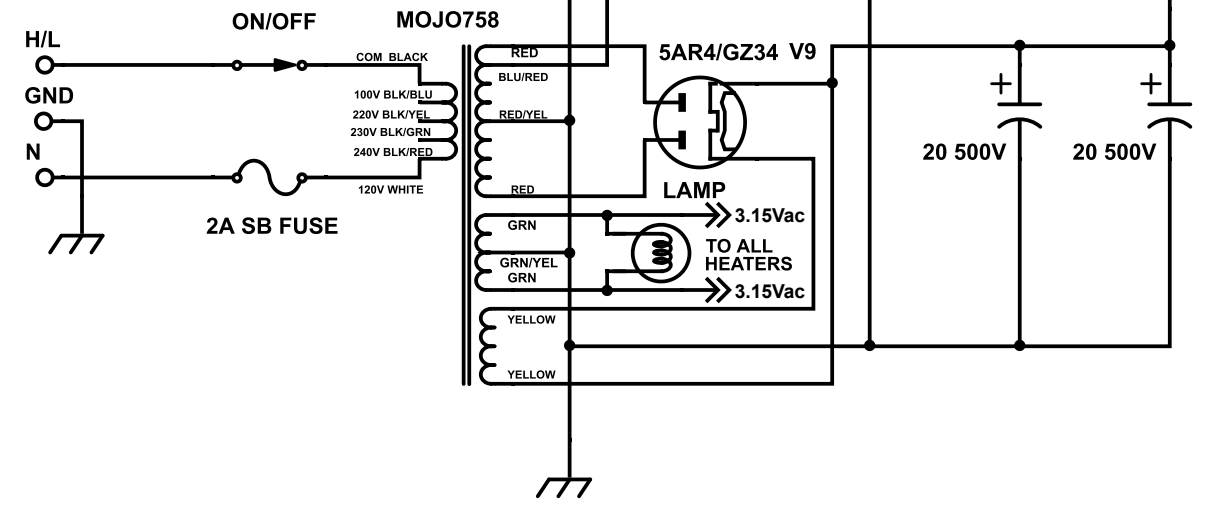 ON/OFF
MOJO758
H/L
COM BLACK
RED
5AR4/GZ34 V9
BLU/RED
GND
100V BLK/BLU
220V BLK/YEL
RED/YEL
230V BLK/GRN
N
240V BLK/RED
120V WHITE
RED
LAMP
2A SB FUSE
GRN
3.15Vac
GRN/YEL
TO ALL
HEATERS
GRN
3.15Vac
YELLOW
YELLOW
+
20 500V
+
20 500V